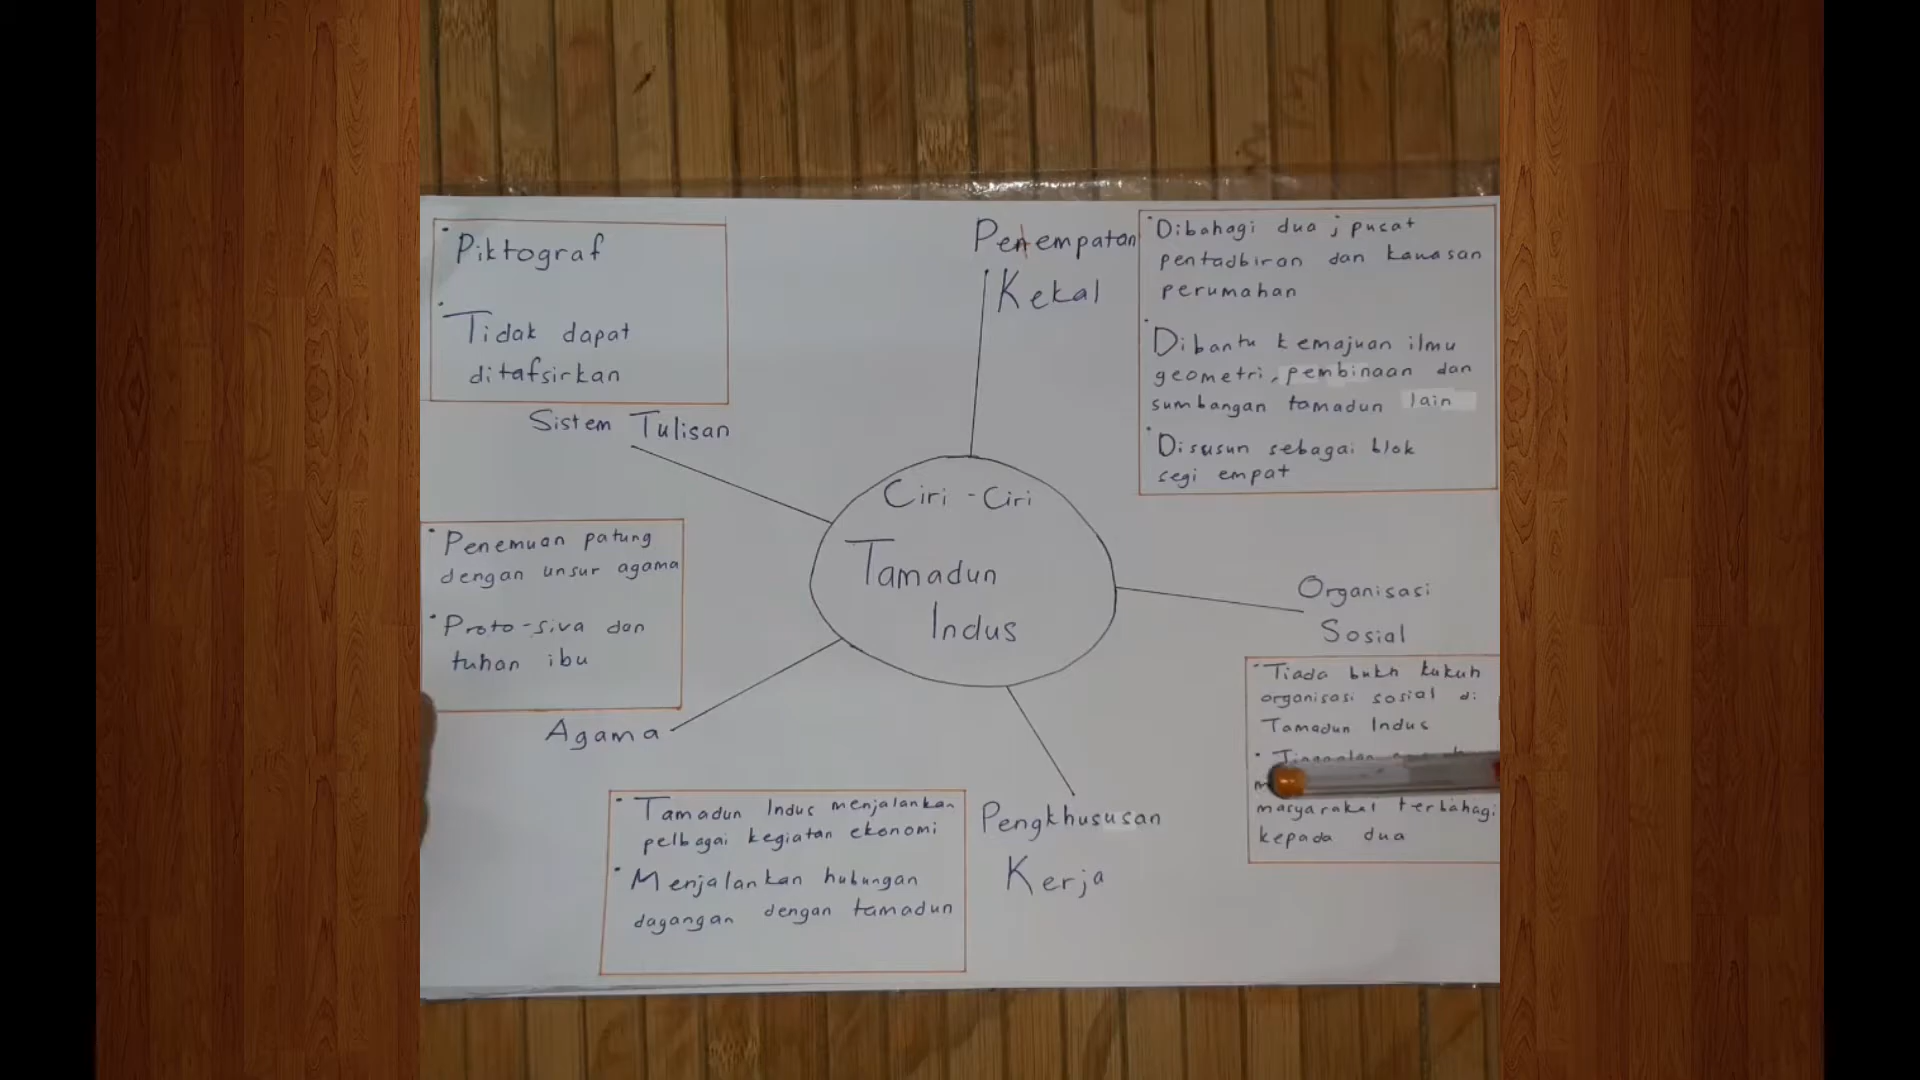 • Piktograf
• Tidak dapat
ditafsirkan
Sistem Tulisan
Penempatan
Kekal
• Dibahagi dua ; pusat
pentadbiran dan kawasan
perumahan
• Dibantu kemajuan ilmu
geometri, pembinaan dan
sumbangan tamadun lain
• Disusun sebagai blok
segi empat
Ciri - Ciri
Tamadun
Indus
• Penemuan patung
dengan unsur agama
• Proto-siva dan
tuhan ibu
Agama
Organisasi
Sosial
• Tiada bukti kukuh
organisasi sosial di
Tamadun Indus
• Tinggalan
masyarakat terbahagi
kepada dua
• Tamadun Indus menjalankan
pelbagai kegiatan ekonomi
• Menjalankan hubungan
dagangan dengan tamadun
Pengkhususan
Kerja